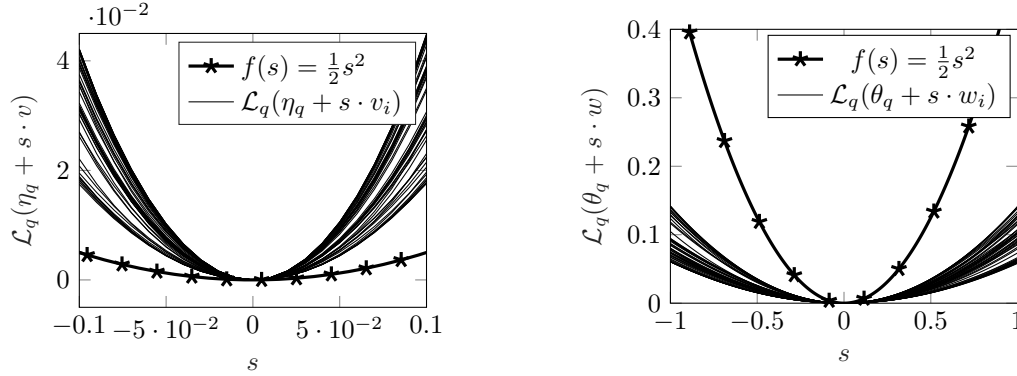 ·10⁻²
4
2
0
−0.1
−5 · 10⁻²
0
5 · 10⁻²
0.1
s
ℒ_q(η_q + s · v)
f(s) = ½s²
ℒ_q(η_q + s · v_i)
0.4
0.3
0.2
0.1
0
−1
−0.5
0
0.5
1
s
ℒ_q(θ_q + s · w)
f(s) = ½s²
ℒ_q(θ_q + s · w_i)